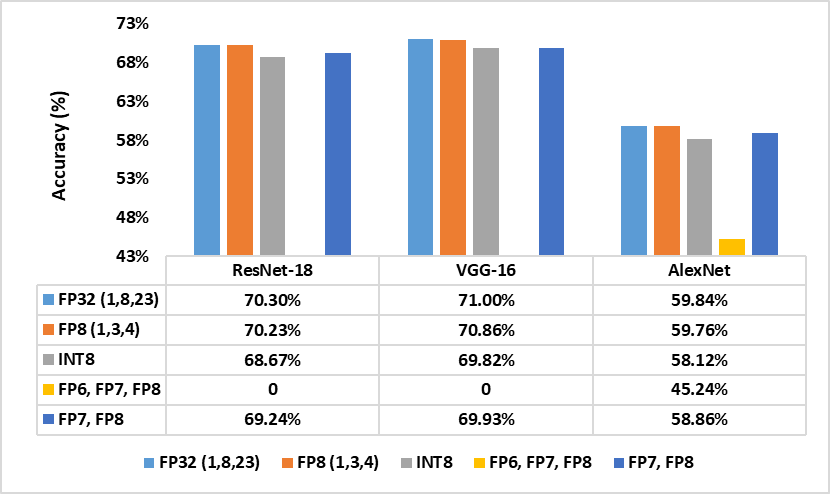 Accuracy (%)
73%
68%
63%
58%
53%
48%
43%
ResNet-18 VGG-16 AlexNet
FP32 (1,8,23) 70.30% 71.00% 59.84%
FP8 (1,3,4) 70.23% 70.86% 59.76%
INT8 68.67% 69.82% 58.12%
FP6, FP7, FP8 0 0 45.24%
FP7, FP8 69.24% 69.93% 58.86%
FP32 (1,8,23) FP8 (1,3,4) INT8 FP6, FP7, FP8 FP7, FP8